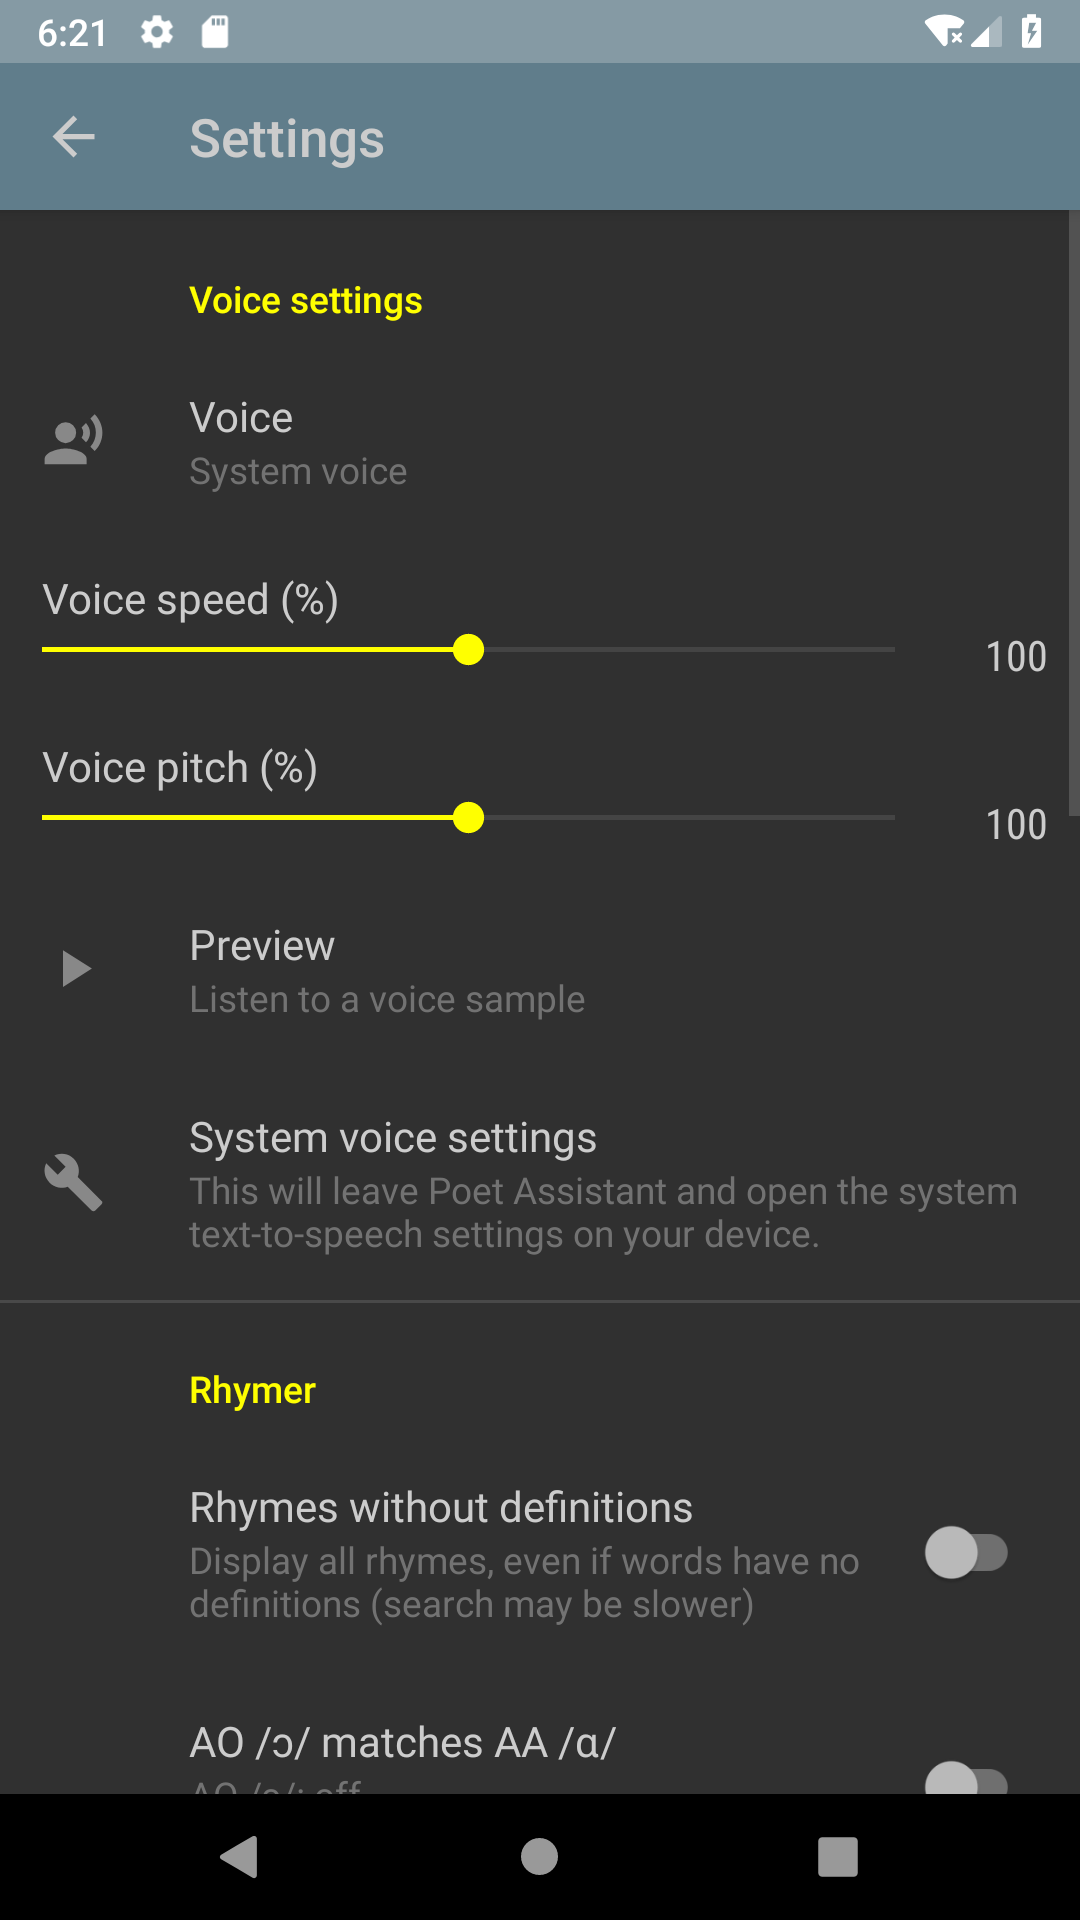 6:21
Settings
Voice settings
Voice
System voice
Voice speed (%)
100
Voice pitch (%)
100
Preview
Listen to a voice sample
System voice settings
This will leave Poet Assistant and open the system
text-to-speech settings on your device.
Rhymer
Rhymes without definitions
Display all rhymes, even if words have no
definitions (search may be slower)
AO /ɔ/ matches AA /ɑ/
AO /ɔ/: off